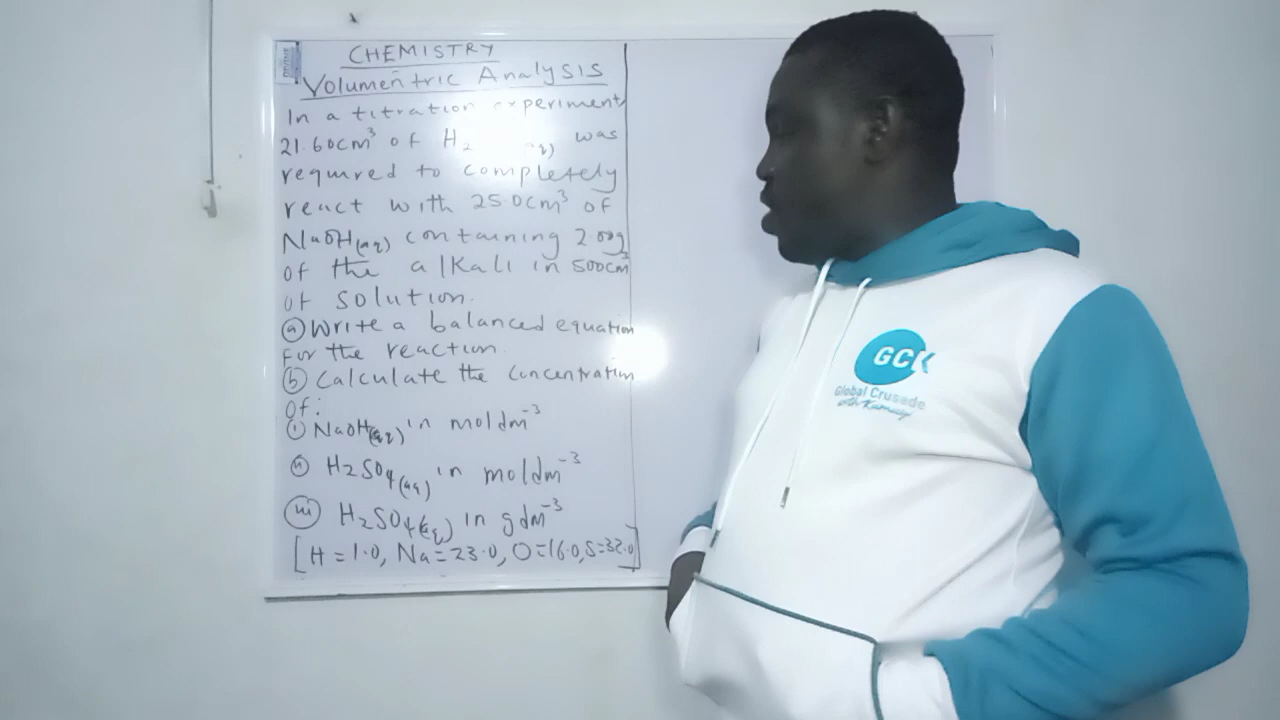 CHEMISTRY
Volumentric Analysis
In a titration experiment
21.60cm³ of H₂ (aq) was
required to completely
react with 25.0cm³ of
NaOH(aq) containing 2.00g
of the alkali in 500cm³
of solution.
(a) Write a balanced equation
for the reaction.
(b) Calculate the concentration
of:
(i) NaOH(aq) in moldm⁻³
(ii) H₂SO₄(aq) in moldm⁻³
(iii) H₂SO₄(aq) in gdm⁻³
[H=1.0, Na=23.0, O=16.0, S=32.0]
GCK
Global Crusade
with Kamusy